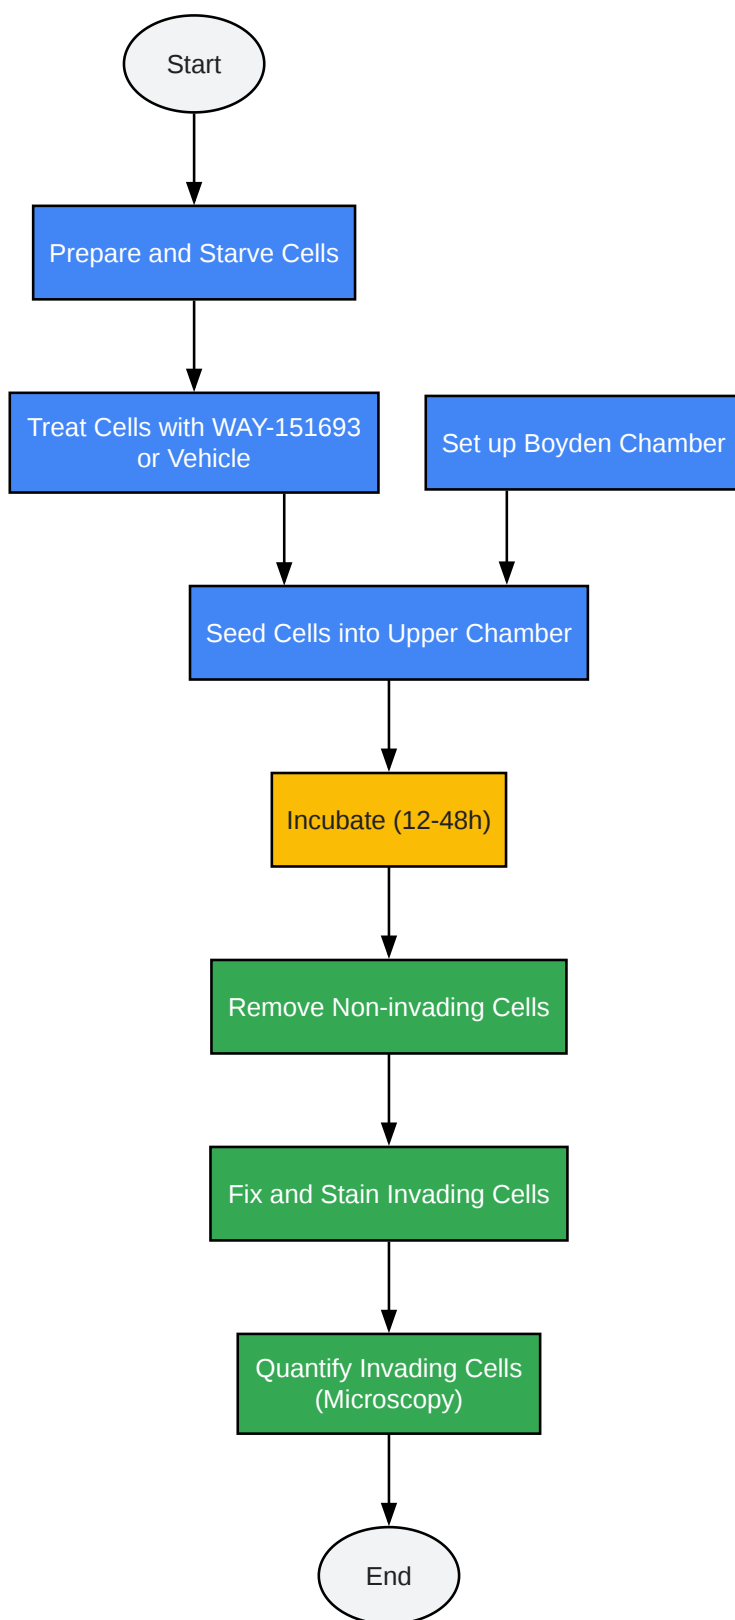 Start
Prepare and Starve Cells
Treat Cells with WAY-151693
or Vehicle
Set up Boyden Chamber
Seed Cells into Upper Chamber
Incubate (12-48h)
Remove Non-invading Cells
Fix and Stain Invading Cells
Quantify Invading Cells
(Microscopy)
End